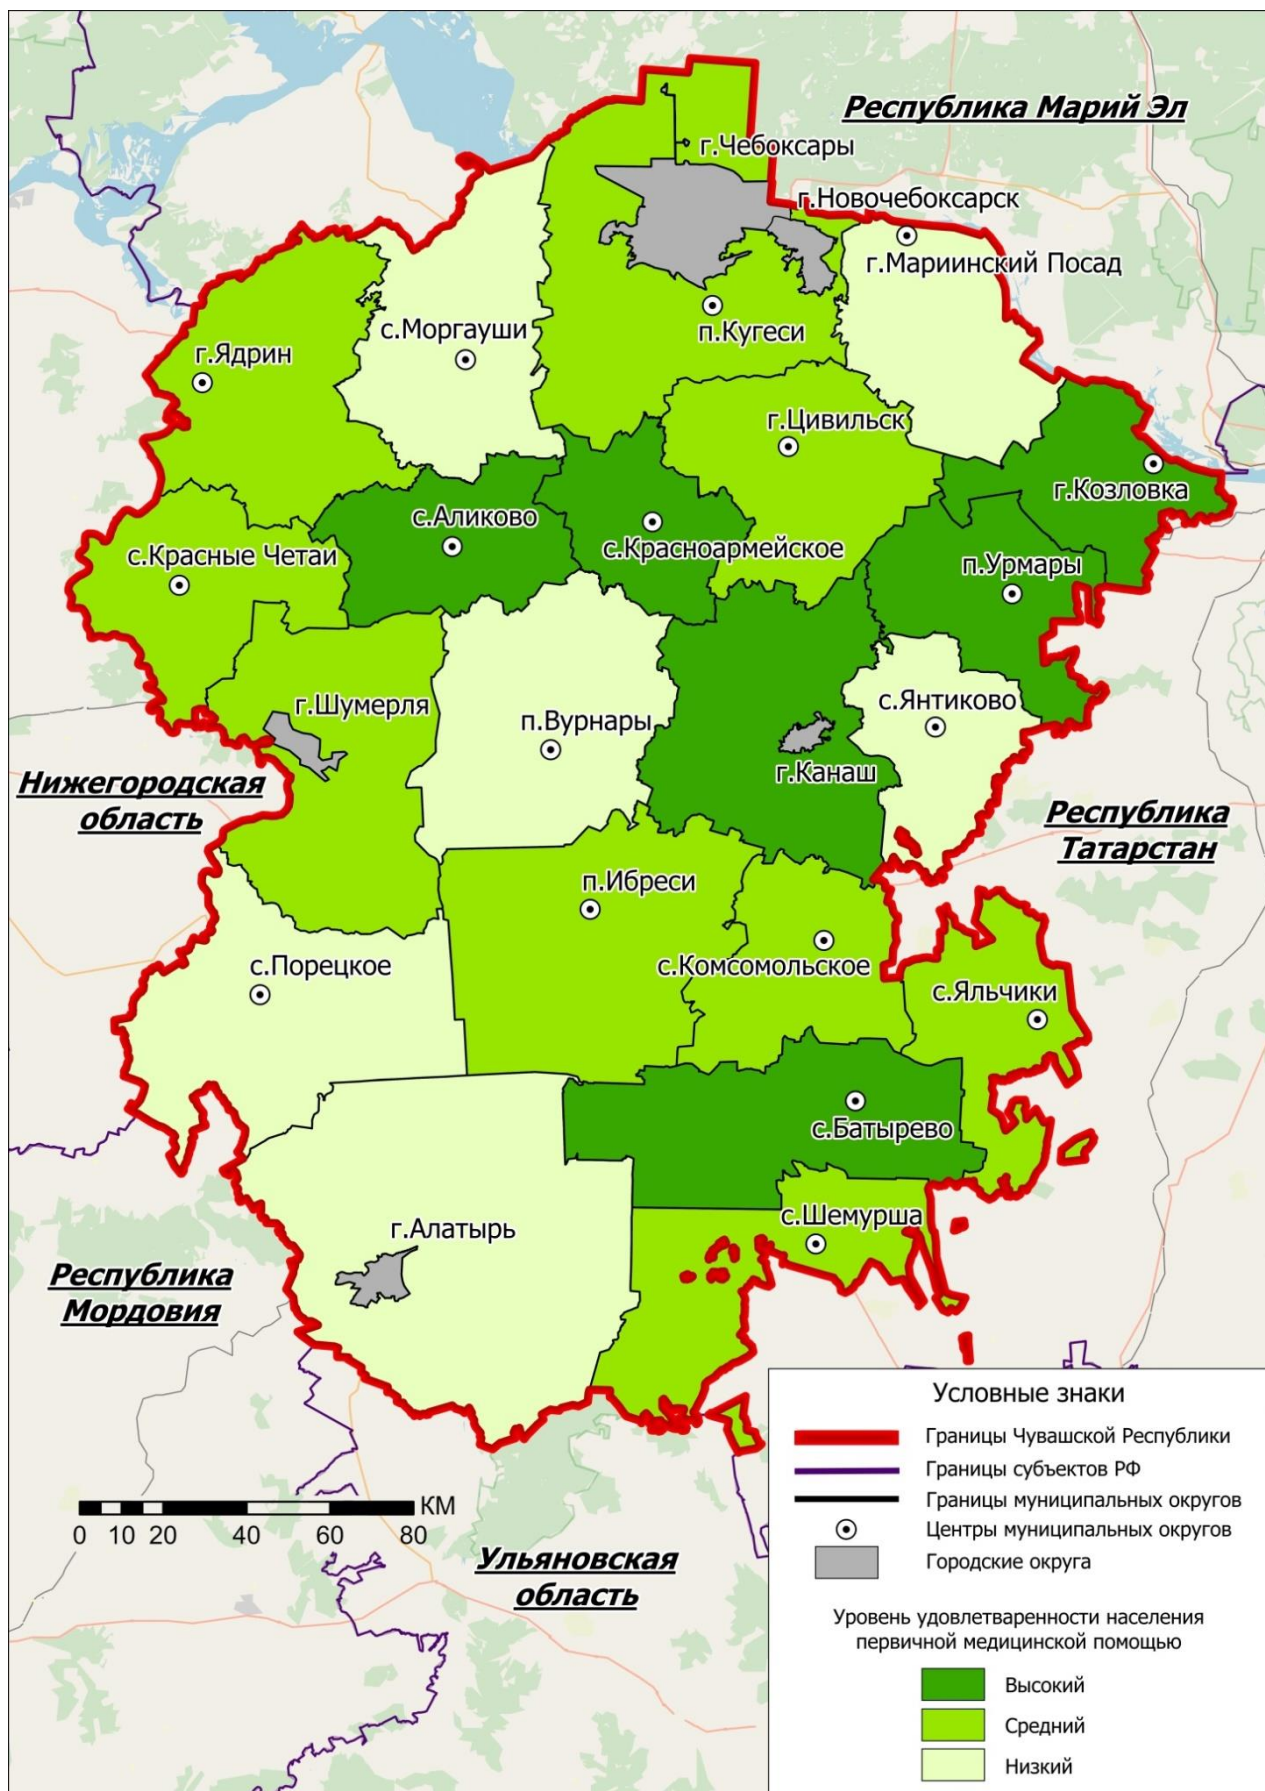 Республика Марий Эл
г.Чебоксары
г.Новочебоксарск
г.Мариинский Посад
с.Моргауши
п.Кугеси
г.Ядрин
г.Цивильск
г.Козловка
с.Аликово
с.Красноармейское
с.Красные Четаи
п.Урмары
г.Шумерля
п.Вурнары
с.Янтиково
г.Канаш
Нижегородская
область
Республика
Татарстан
п.Ибреси
с.Порецкое
с.Комсомольское
с.Яльчики
с.Батырево
с.Шемурша
г.Алатырь
Республика
Мордовия
КМ
0 10 20 40 60 80
Ульяновская
область
Условные знаки
Границы Чувашской Республики
Границы субъектов РФ
Границы муниципальных округов
Центры муниципальных округов
Городские округа
Уровень удовлетваренности населения
первичной медицинской помощью
Высокий
Средний
Низкий